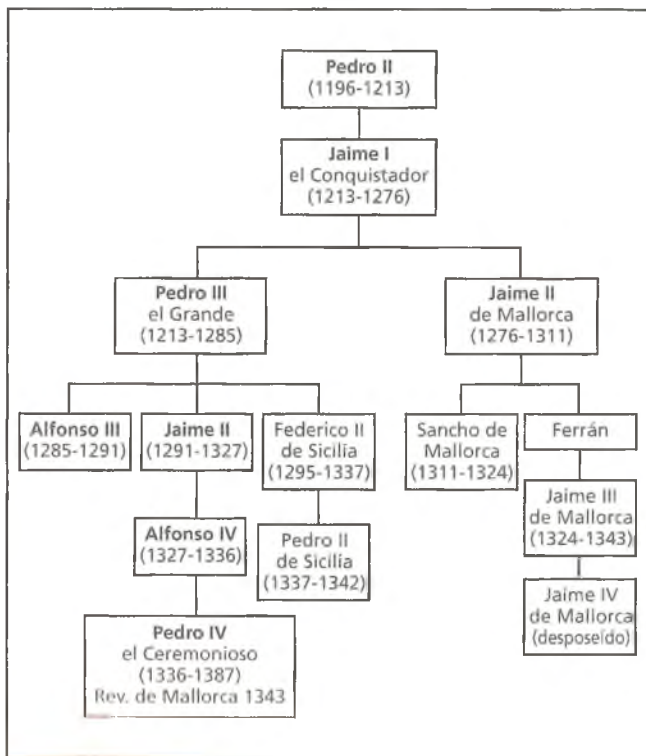 Pedro II
(1196-1213)
Jaime I
el Conquistador
(1213-1276)
Pedro III
el Grande
(1213-1285)
Jaime II
de Mallorca
(1276-1311)
Alfonso III
(1285-1291)
Jaime II
(1291-1327)
Federico II
de Sicilia
(1295-1337)
Sancho de
Mallorca
(1311-1324)
Ferrán
Alfonso IV
(1327-1336)
Pedro II
de Sicilia
(1337-1342)
Jaime III
de Mallorca
(1324-1343)
Pedro IV
el Ceremonioso
(1336-1387)
Rev. de Mallorca 1343
Jaime IV
de Mallorca
(desposeído)